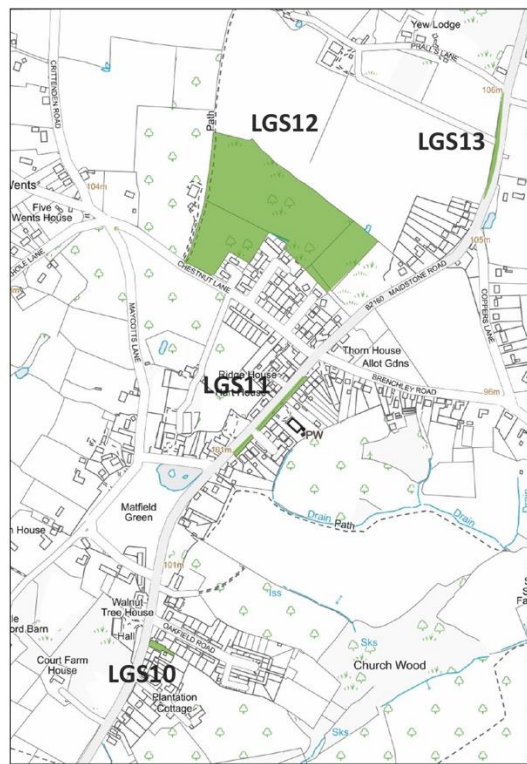 Yew Lodge
PRALL'S LANE
106m
CRITTENDEN ROAD
Path
LGS12
LGS13
Wents'
104m
Five
Wents House
CHESTNUT LANE
MAYCOTTS LANE
105m
B2160 MAIDSTONE ROAD
COPPERS LANE
Thorn House
Allot Gdns
Ridge House
LGS11
BRENCHLEY ROAD
96m
PW
101m
Matfield
Green
Drain
Path
Drain
Drain
House
101m
Iss
Walnut
Tree House
Sks
Hall
OAKFIELD ROAD
Church Wood
Court Farm
House
LGS10
Plantation
Cottage
Sks